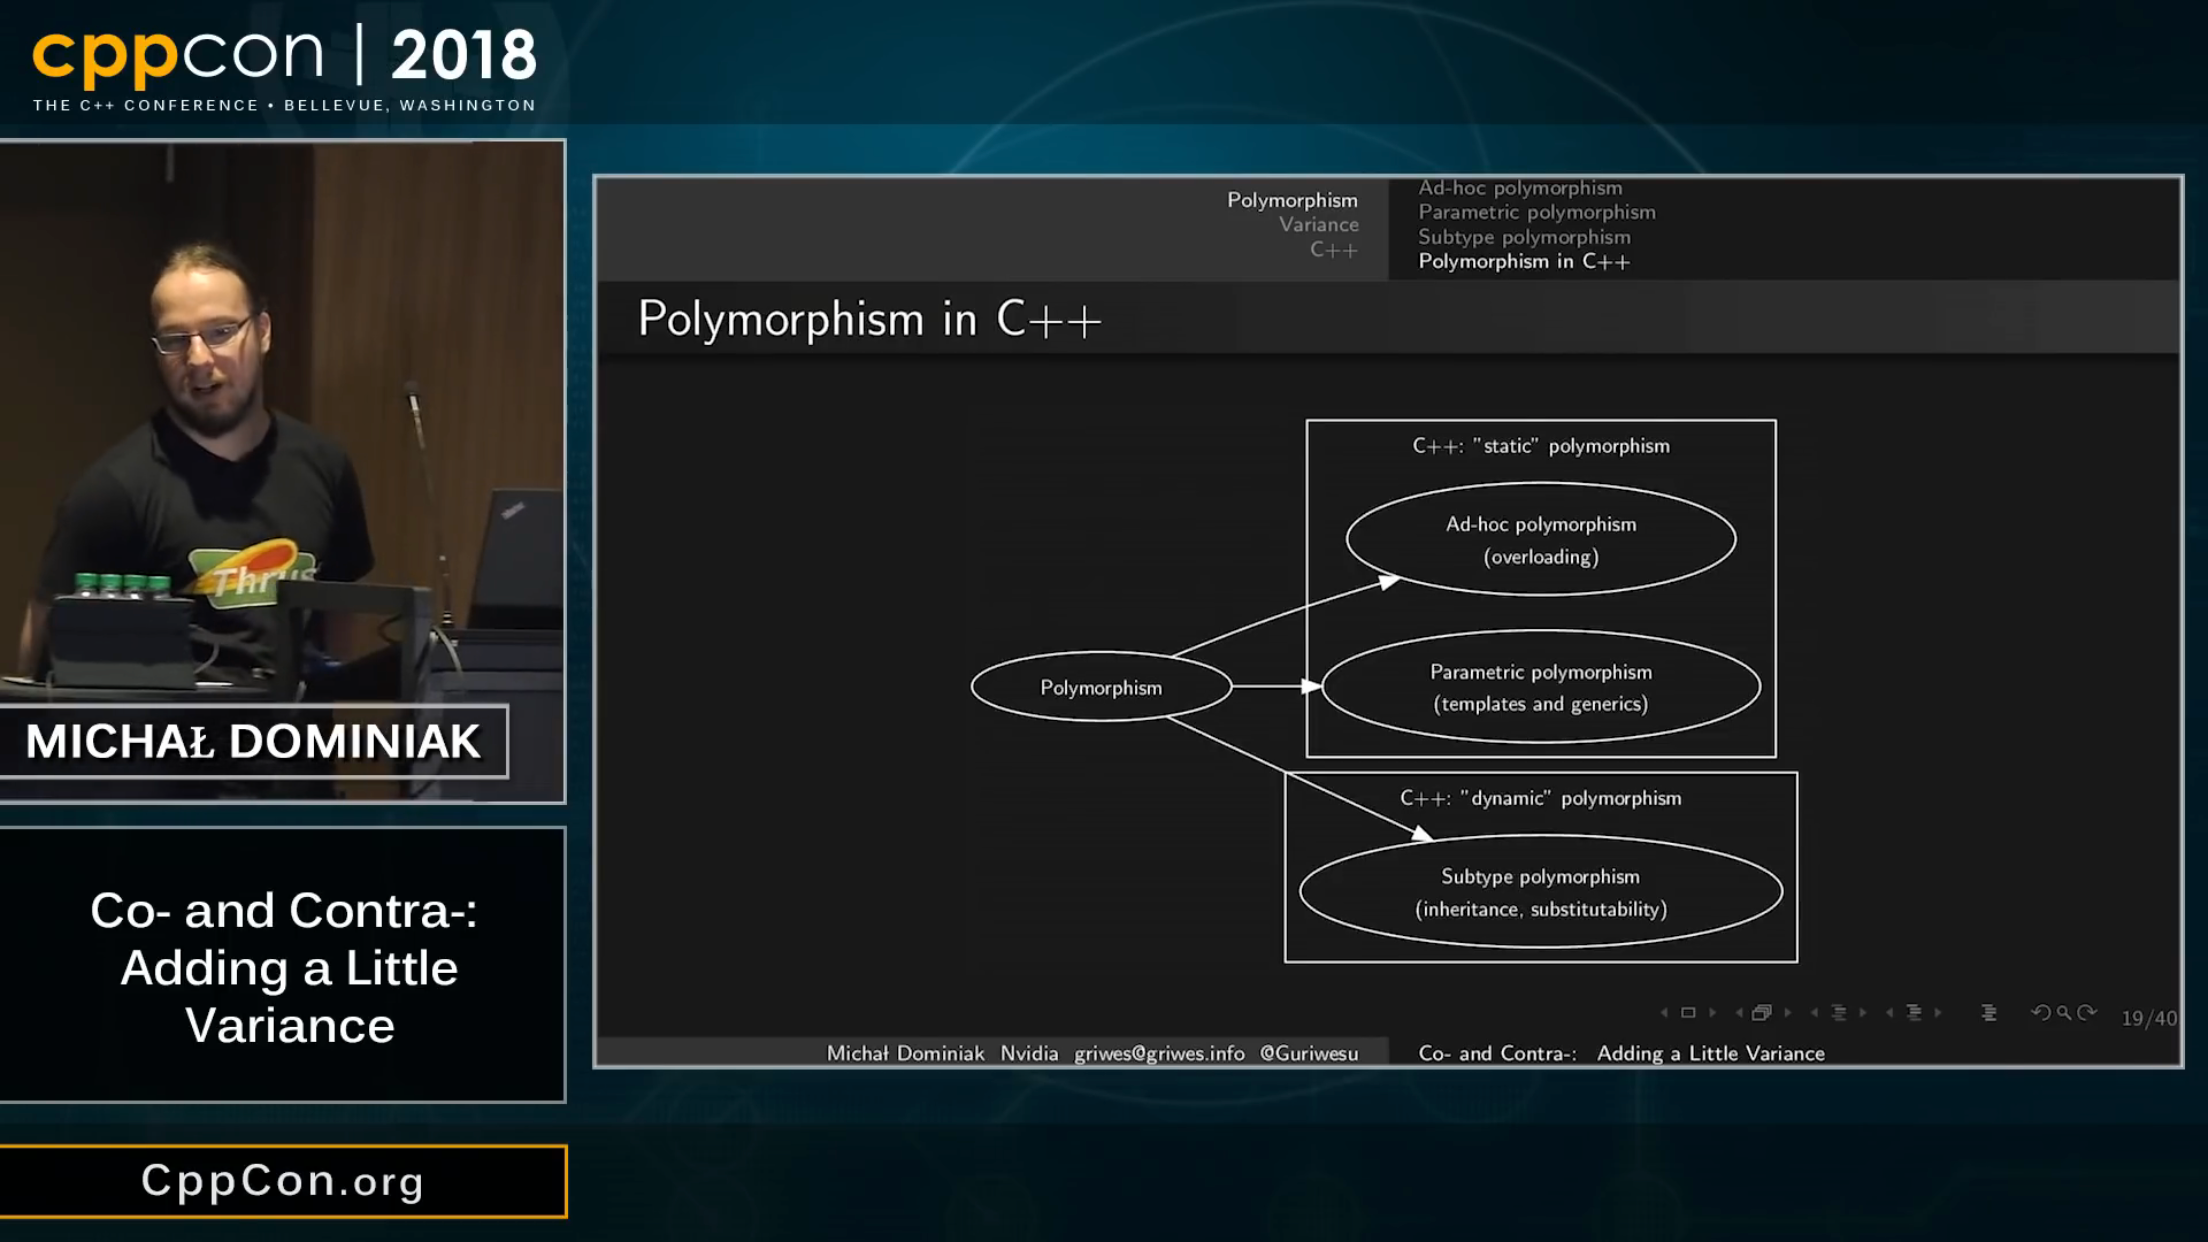 cppcon | 2018
THE C++ CONFERENCE • BELLEVUE, WASHINGTON
MICHAŁ DOMINIAK
Co- and Contra-:
Adding a Little
Variance
CppCon.org
Polymorphism
Variance
C++
Ad-hoc polymorphism
Parametric polymorphism
Subtype polymorphism
Polymorphism in C++
Polymorphism in C++
C++: "static" polymorphism
Ad-hoc polymorphism
(overloading)
Polymorphism
Parametric polymorphism
(templates and generics)
C++: "dynamic" polymorphism
Subtype polymorphism
(inheritance, substitutability)
19/40
Michał Dominiak Nvidia griwes@griwes.info @Guriwesu
Co- and Contra-: Adding a Little Variance